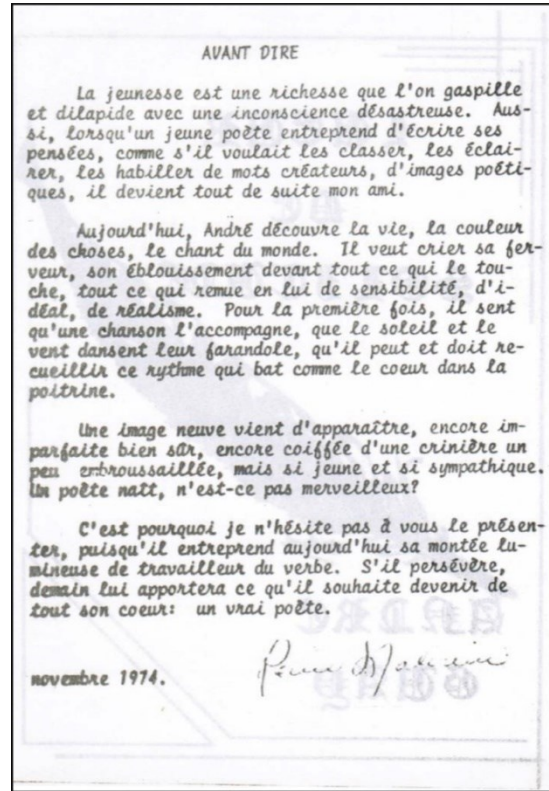 AVANT DIRE
La jeunesse est une richesse que l'on gaspille
et dilapide avec une inconscience désastreuse. Aus-
si, lorsqu'un jeune poète entreprend d'écrire ses
pensées, comme s'il voulait les classer, les éclai-
rer, les habiller de mots créateurs, d'images poéti-
ques, il devient tout de suite mon ami.
Aujourd'hui, André découvre la vie, la couleur
des choses, le chant du monde. Il veut crier sa fer-
veur, son éblouissement devant tout ce qui le tou-
che, tout ce qui remue en lui de sensibilité, d'i-
déal, de réalisme. Pour la première fois, il sent
qu'une chanson l'accompagne, que le soleil et le
vent dansent leur farandole, qu'il peut et doit re-
cueillir ce rythme qui bat comme le coeur dans la
poitrine.
Une image neuve vient d'apparaître, encore im-
parfaite bien sûr, encore coiffée d'une crinière un
peu embroussaillée, mais si jeune et si sympathique.
Un poète naît, n'est-ce pas merveilleux?
C'est pourquoi je n'hésite pas à vous le présen-
ter, puisqu'il entreprend aujourd'hui sa montée lu-
mineuse de travailleur du verbe. S'il persévère,
demain lui apportera ce qu'il souhaite devenir de
tout son coeur: un vrai poète.
novembre 1974.